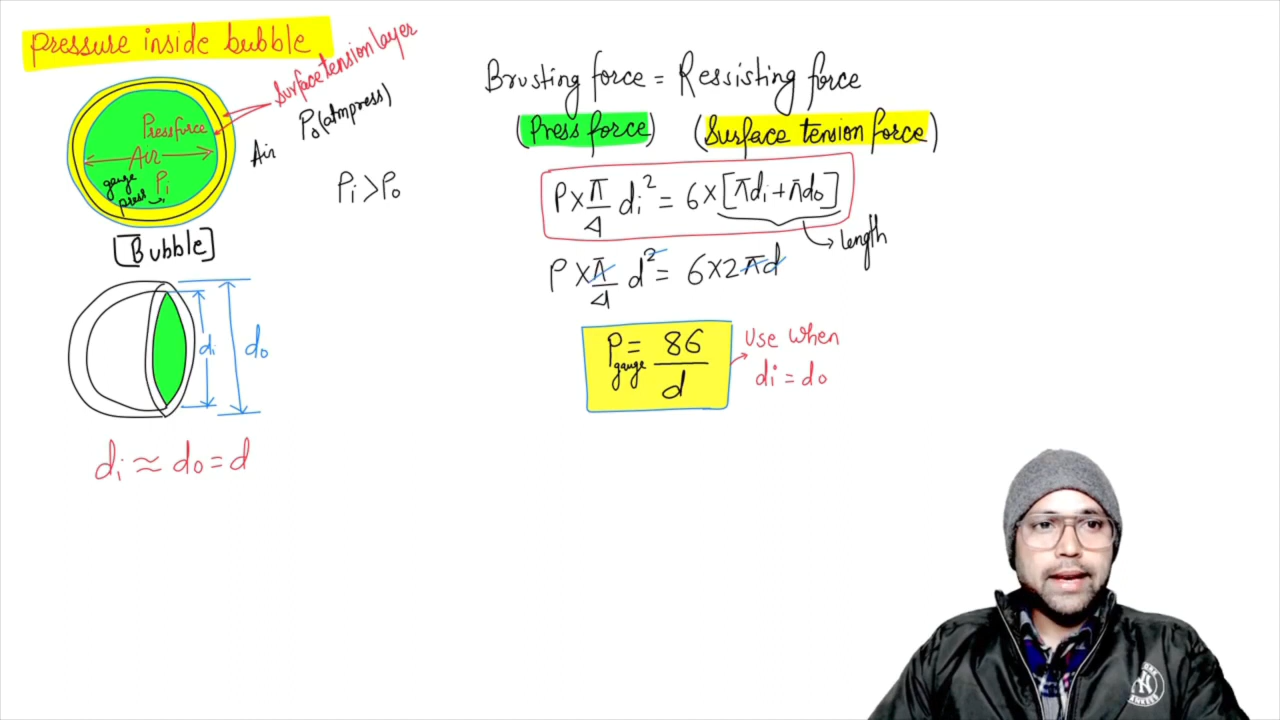 Pressure inside bubble
Surface tension layer
P₀ (atm press)
Press force
Air
Air
gauge press
Pi
Pi > P₀
[Bubble]
di
do
di ≈ do = d
Brusting force = Ressisting force
(Press force) (Surface tension force)
P × π/4 di² = 6 × [πdi + πdo]
length
P × π/4 d² = 6 × 2πd
P gauge = 86/d
Use when
di = do